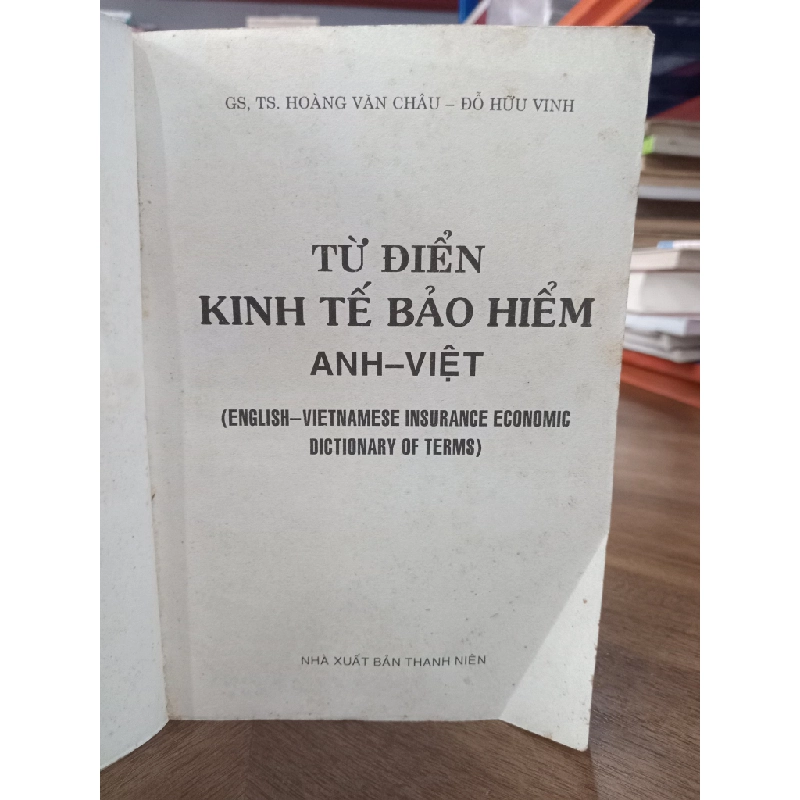 GS, TS. HOÀNG VĂN CHÂU – ĐỖ HỮU VINH
TỪ ĐIỂN
KINH TẾ BẢO HIỂM
ANH–VIỆT
(ENGLISH–VIETNAMESE INSURANCE ECONOMIC
DICTIONARY OF TERMS)
NHÀ XUẤT BẢN THANH NIÊN